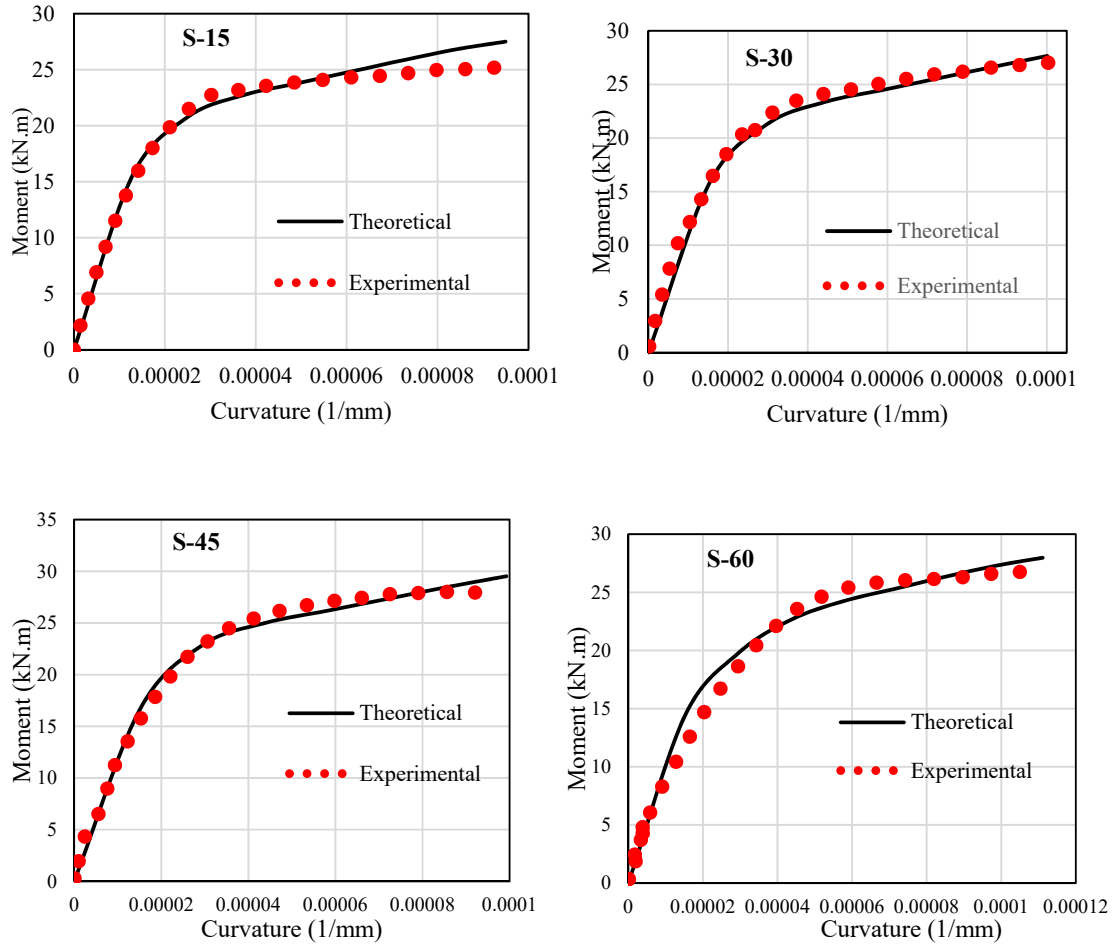 S-15
30
25
20
15
10
5
0
Moment (kN.m)
Theoretical
Experimental
0 0.00002 0.00004 0.00006 0.00008 0.0001
Curvature (1/mm)
S-30
30
25
20
15
10
5
0
Moment (kN.m)
Theoretical
Experimental
0 0.00002 0.00004 0.00006 0.00008 0.0001
Curvature (1/mm)
S-45
35
30
25
20
15
10
5
0
Moment (kN.m)
Theoretical
Experimental
0 0.00002 0.00004 0.00006 0.00008 0.0001
Curvature (1/mm)
S-60
30
25
20
15
10
5
0
Moment (kN.m)
Theoretical
Experimental
0 0.00002 0.00004 0.00006 0.00008 0.0001 0.00012
Curvature (1/mm)